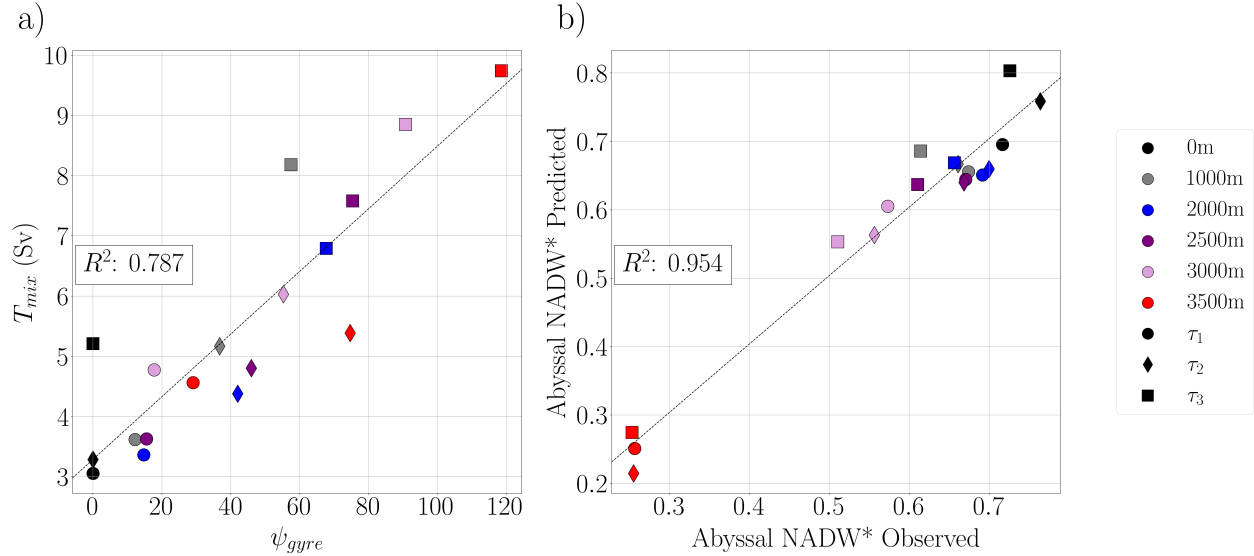 a)
10
9
8
7
6
5
4
3
T_mix (Sv)
R²: 0.787
0 20 40 60 80 100 120
ψ_gyre
b)
0.8
0.7
0.6
0.5
0.4
0.3
0.2
Abyssal NADW* Predicted
R²: 0.954
0.3 0.4 0.5 0.6 0.7
Abyssal NADW* Observed
0m
1000m
2000m
2500m
3000m
3500m
τ₁
τ₂
τ₃